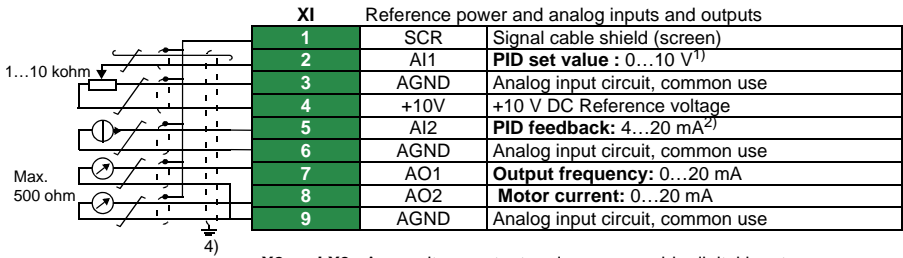 XI Reference power and analog inputs and outputs
1 SCR Signal cable shield (screen)
2 AI1 PID set value : 0…10 V1)
1…10 kohm
3 AGND Analog input circuit, common use
4 +10V +10 V DC Reference voltage
5 AI2 PID feedback: 4…20 mA2)
6 AGND Analog input circuit, common use
7 AO1 Output frequency: 0…20 mA
Max.
500 ohm
8 AO2 Motor current: 0…20 mA
9 AGND Analog input circuit, common use
4)